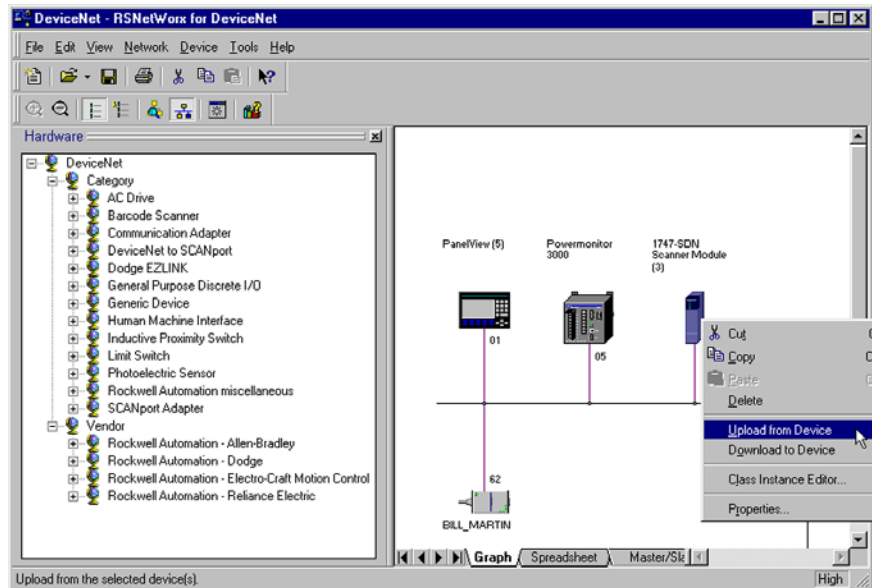 DeviceNet - RSNetWorx for DeviceNet
File Edit View Network Device Tools Help
Hardware
DeviceNet
Category
AC Drive
Barcode Scanner
Communication Adapter
DeviceNet to SCANport
Dodge EZLINK
General Purpose Discrete I/O
Generic Device
Human Machine Interface
Inductive Proximity Switch
Limit Switch
Photoelectric Sensor
Rockwell Automation miscellaneous
SCANport Adapter
Vendor
Rockwell Automation - Allen-Bradley
Rockwell Automation - Dodge
Rockwell Automation - Electro-Craft Motion Control
Rockwell Automation - Reliance Electric
PanelView (5)
Powermonitor
3000
1747-SDN
Scanner Module
(3)
01
05
62
BILL_MARTIN
Cut
Copy
Paste
Delete
Upload from Device
Download to Device
Class Instance Editor...
Properties...
Graph Spreadsheet Master/Sla
Upload from the selected device(s).
High